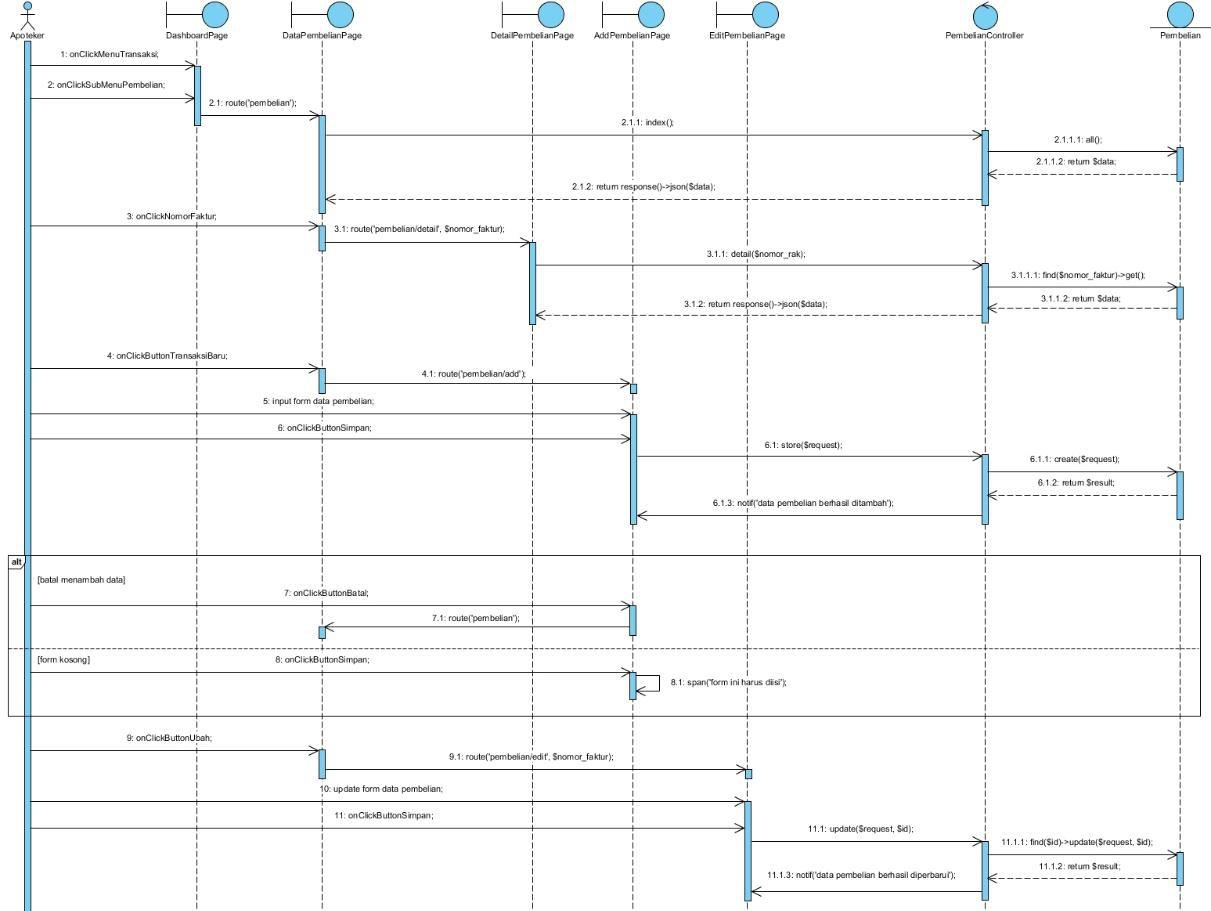 Apoteker
DashboardPage
DataPembelianPage
DetailPembelianPage
AddPembelianPage
EditPembelianPage
PembelianController
Pembelian
1: onClickMenuTransaksi;
2: onClickSubMenuPembelian;
2.1: route('pembelian');
2.1.1: index();
2.1.1.1: all();
2.1.1.2: return $data;
2.1.2: return response()->json($data);
3: onClickNomorFaktur;
3.1: route('pembelian/detail', $nomor_faktur);
3.1.1: detail($nomor_rak);
3.1.1.1: find($nomor_faktur)->get();
3.1.1.2: return $data;
3.1.2: return response()->json($data);
4: onClickButtonTransaksiBaru;
4.1: route('pembelian/add');
5: input form data pembelian;
6: onClickButtonSimpan;
6.1: store($request);
6.1.1: create($request);
6.1.2: return $result;
6.1.3: notif('data pembelian berhasil ditambah');
alt
[batal menambah data]
7: onClickButtonBatal;
7.1: route('pembelian');
[form kosong]
8: onClickButtonSimpan;
8.1: span('form ini harus diisi');
9: onClickButtonUbah;
9.1: route('pembelian/edit', $nomor_faktur);
10: update form data pembelian;
11: onClickButtonSimpan;
11.1: update($request, $id);
11.1.1: find($id)->update($request, $id);
11.1.2: return $result;
11.1.3: notif('data pembelian berhasil diperbarui');